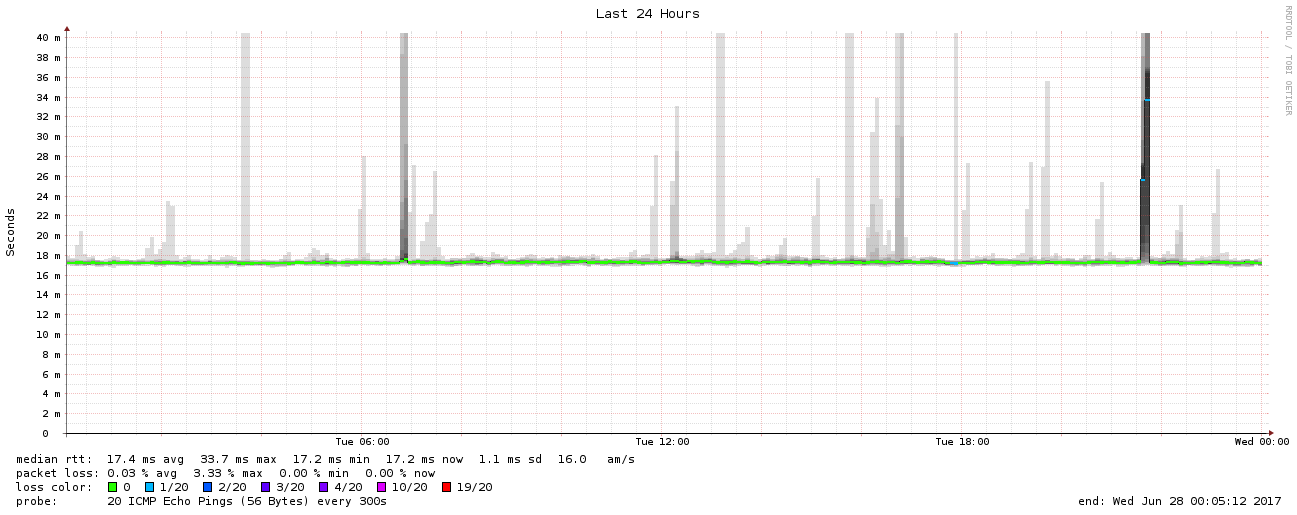 Last 24 Hours
RRDTOOL / TOBI OETIKER
Seconds
40 m
38 m
36 m
34 m
32 m
30 m
28 m
26 m
24 m
22 m
20 m
18 m
16 m
14 m
12 m
10 m
8 m
6 m
4 m
2 m
0
Tue 06:00 Tue 12:00 Tue 18:00 Wed 00:00
median rtt: 17.4 ms avg 33.7 ms max 17.2 ms min 17.2 ms now 1.1 ms sd 16.0 am/s
packet loss: 0.03 % avg 3.33 % max 0.00 % min 0.00 % now
loss color: 0 1/20 2/20 3/20 4/20 10/20 19/20
probe: 20 ICMP Echo Pings (56 Bytes) every 300s end: Wed Jun 28 00:05:12 2017